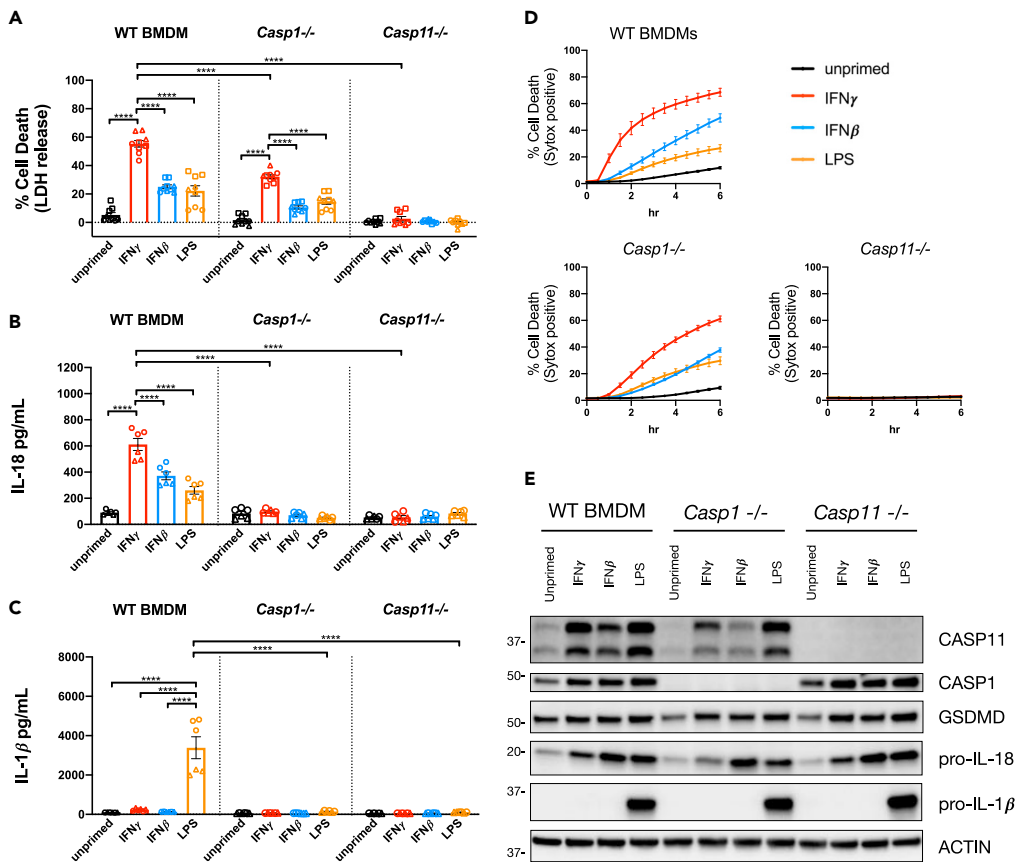 A
WT BMDM
Casp1-/-
Casp11-/-
****
****
****
****
****
****
****
****
% Cell Death
(LDH release)
100
80
60
40
20
0
unprimed
IFNγ
IFNβ
LPS
unprimed
IFNγ
IFNβ
LPS
unprimed
IFNγ
IFNβ
LPS
B
WT BMDM
Casp1-/-
Casp11-/-
****
****
****
****
****
IL-18 pg/mL
1200
1000
800
600
400
200
0
unprimed
IFNγ
IFNβ
LPS
unprimed
IFNγ
IFNβ
LPS
unprimed
IFNγ
IFNβ
LPS
C
WT BMDM
Casp1-/-
Casp11-/-
****
****
****
****
****
IL-1β pg/mL
8000
6000
4000
2000
0
unprimed
IFNγ
IFNβ
LPS
unprimed
IFNγ
IFNβ
LPS
unprimed
IFNγ
IFNβ
LPS
D
WT BMDMs
% Cell Death
(Sytox positive)
100
80
60
40
20
0
0 2 4 6
hr
unprimed
IFNγ
IFNβ
LPS
Casp1-/-
% Cell Death
(Sytox positive)
100
80
60
40
20
0
0 2 4 6
hr
Casp11-/-
% Cell Death
(Sytox positive)
100
80
60
40
20
0
0 2 4 6
hr
E
WT BMDM Casp1 -/- Casp11 -/-
Unprimed
IFNγ
IFNβ
LPS
Unprimed
IFNγ
IFNβ
LPS
Unprimed
IFNγ
IFNβ
LPS
37- CASP11
50- CASP1
50- GSDMD
20- pro-IL-18
37- pro-IL-1β
37- ACTIN